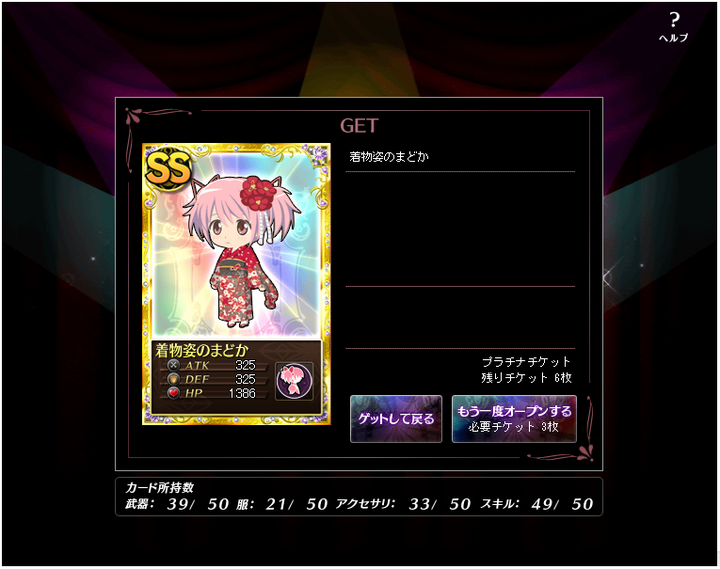 ?
ヘルプ
GET
SS
着物姿のまどか
着物姿のまどか
ATK 325
DEF 325
HP 1386
プラチナチケット
残りチケット 6枚
ゲットして戻る
もう一度オープンする
必要チケット 3枚
カード所持数
武器： 39/ 50 服： 21/ 50 アクセサリ： 33/ 50 スキル： 49/ 50